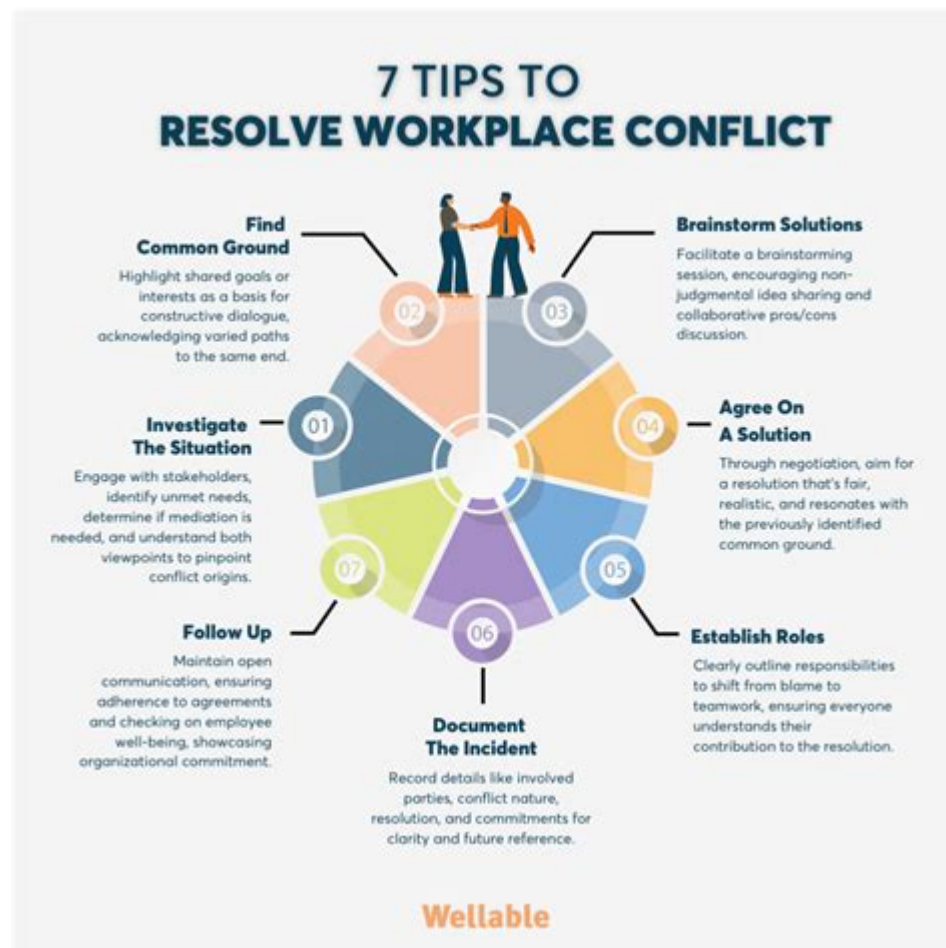 7 TIPS TO
RESOLVE WORKPLACE CONFLICT
01
Investigate
The Situation
Engage with stakeholders,
identify unmet needs,
determine if mediation is
needed, and understand both
viewpoints to pinpoint
conflict origins.
02
Find
Common Ground
Highlight shared goals or
interests as a basis for
constructive dialogue,
acknowledging varied paths
to the same end.
03
Brainstorm Solutions
Facilitate a brainstorming
session, encouraging non-
judgmental idea sharing and
collaborative pros/cons
discussion.
04
Agree On
A Solution
Through negotiation, aim for
a resolution that's fair,
realistic, and resonates with
the previously identified
common ground.
05
Establish Roles
Clearly outline responsibilities
to shift from blame to
teamwork, ensuring everyone
understands their
contribution to the resolution.
06
Document
The Incident
Record details like involved
parties, conflict nature,
resolution, and commitments for
clarity and future reference.
07
Follow Up
Maintain open
communication, ensuring
adherence to agreements
and checking on employee
well-being, showcasing
organizational commitment.
Wellable